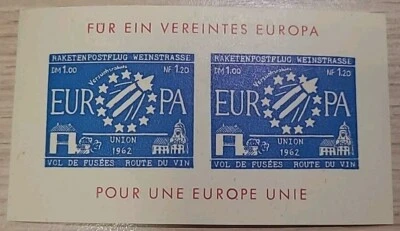 FÜR EIN VEREINTES EUROPA
RAKETENPOSTFLUG-WEINSTRASSE
DM 1.00 NF 1.20
Versuchsrakete
EUR PA
UNION
1962
VOL DE FUSÉES ROUTE DU VIN
RAKETENPOSTFLUG-WEINSTRASSE
DM 1.00 NF 1.20
Versuchsrakete
EUR PA
UNION
1962
VOL DE FUSÉES ROUTE DU VIN
POUR UNE EUROPE UNIE